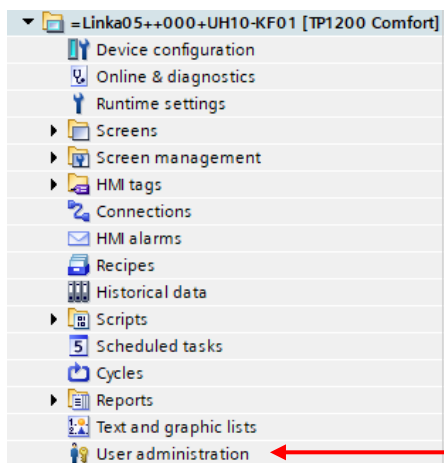 =Linka05++000+UH10-KF01 [TP1200 Comfort]
Device configuration
Online & diagnostics
Runtime settings
Screens
Screen management
HMI tags
Connections
HMI alarms
Recipes
Historical data
Scripts
Scheduled tasks
Cycles
Reports
Text and graphic lists
User administration